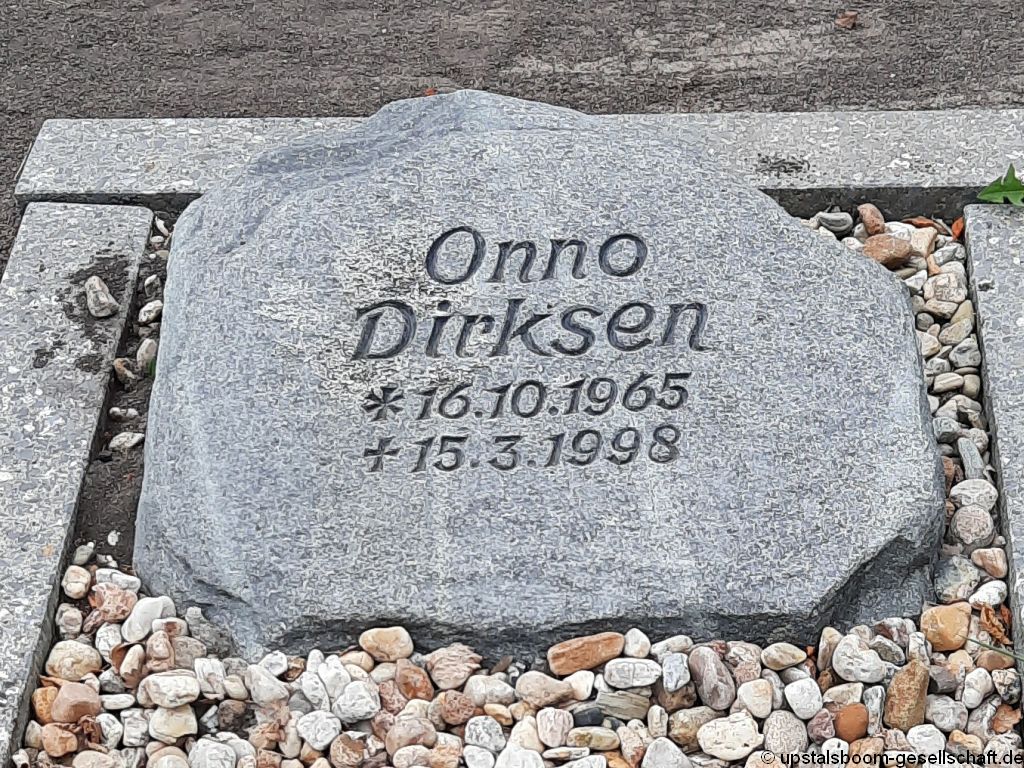 Onno
Dirksen
* 16.10.1965
† 15.3.1998
© upstalsboom-gesellschaft.de